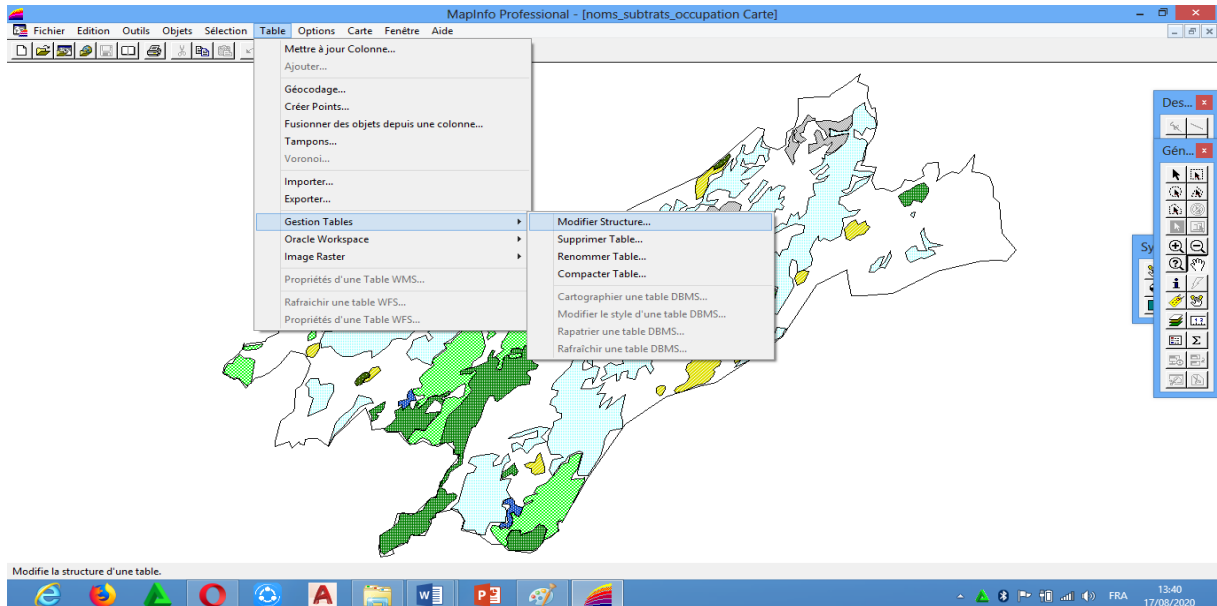 MapInfo Professional - [noms_subtrats_occupation Carte]
Fichier Edition Outils Objets Sélection Table Options Carte Fenêtre Aide
Mettre à jour Colonne...
Ajouter...
Géocodage...
Créer Points...
Fusionner des objets depuis une colonne...
Tampons...
Voronoi...
Importer...
Exporter...
Gestion Tables
Oracle Workspace
Image Raster
Propriétés d'une Table WMS...
Rafraichir une table WFS...
Propriétés d'une Table WFS...
Modifier Structure...
Supprimer Table...
Renommer Table...
Compacter Table...
Cartographier une table DBMS...
Modifier le style d'une table DBMS...
Rapatrier une table DBMS...
Rafraîchir une table DBMS...
Des...
Gén...
Sy
Modifie la structure d'une table.
FRA
13:40
17/08/2020